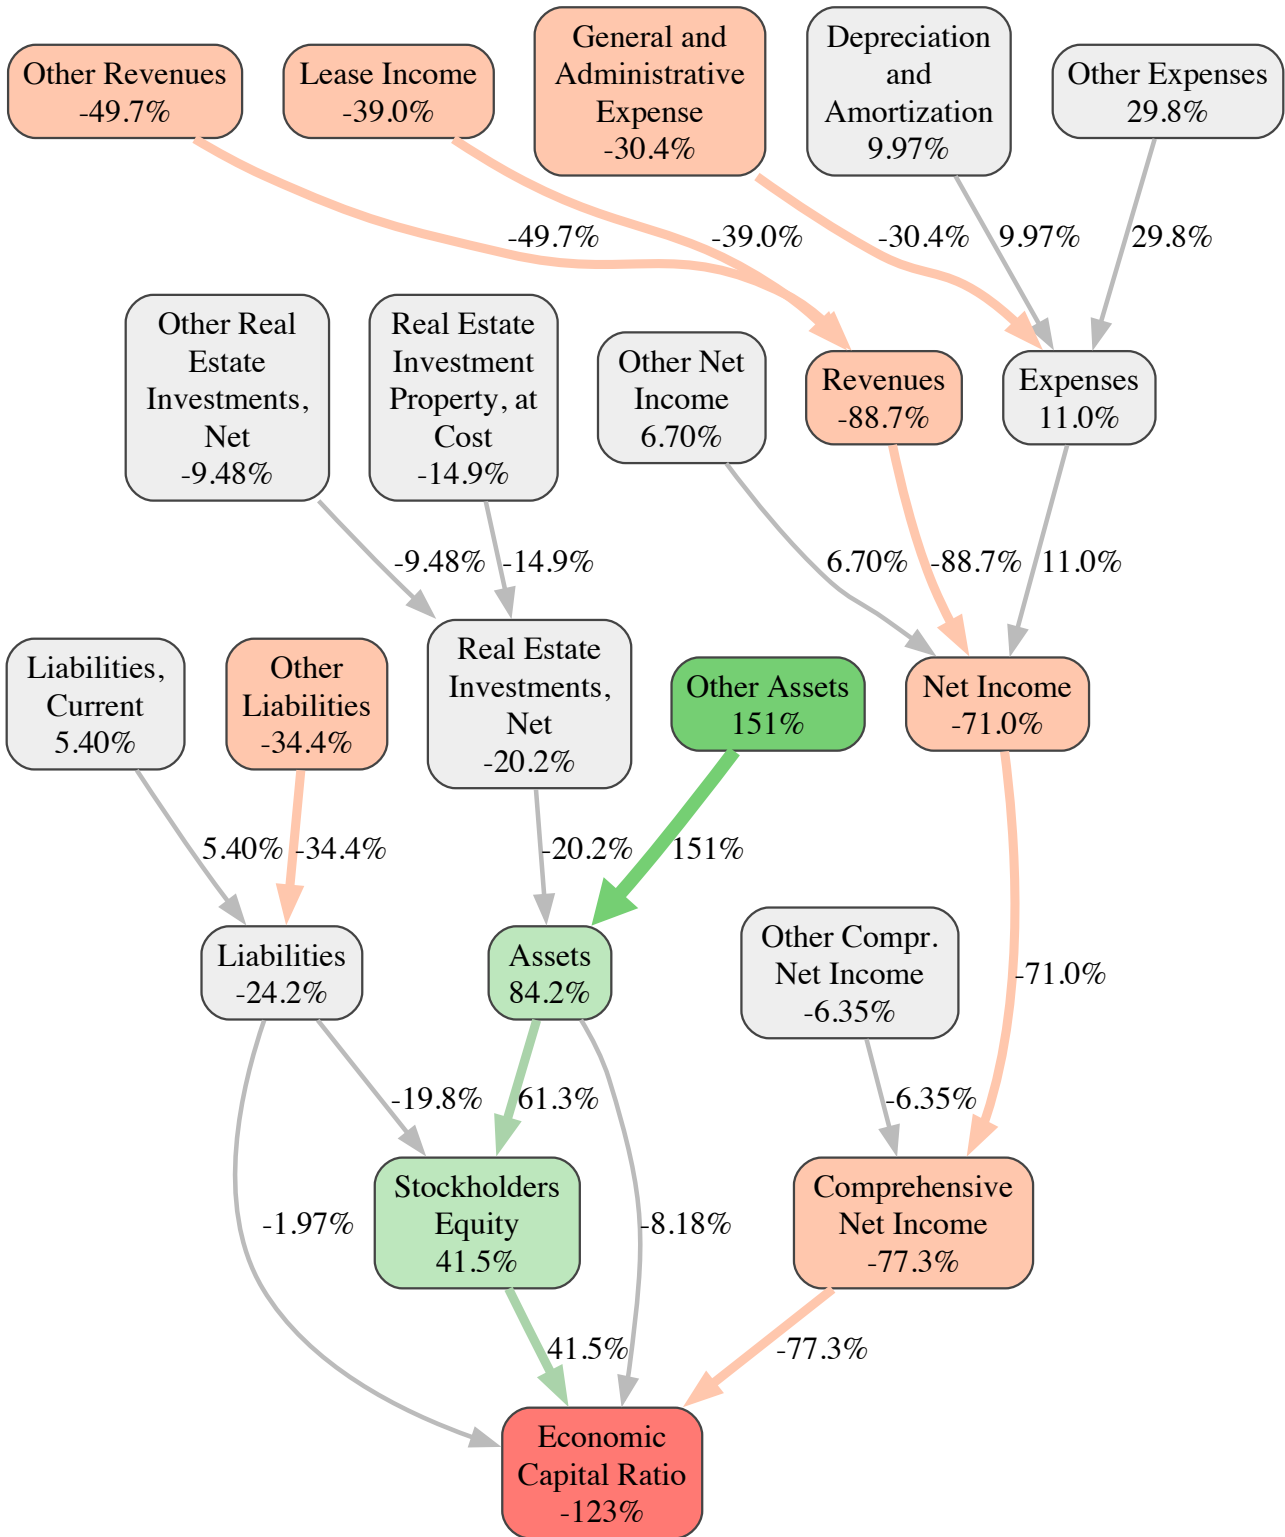 Other Revenues
-49.7%
Lease Income
-39.0%
General and
Administrative
Expense
-30.4%
Depreciation
and
Amortization
9.97%
Other Expenses
29.8%
-49.7%
-39.0%
-30.4%
9.97%
29.8%
Other Real
Estate
Investments,
Net
-9.48%
Real Estate
Investment
Property, at
Cost
-14.9%
Other Net
Income
6.70%
Revenues
-88.7%
Expenses
11.0%
-9.48%
-14.9%
6.70%
-88.7%
11.0%
Liabilities,
Current
5.40%
Other
Liabilities
-34.4%
Real Estate
Investments,
Net
-20.2%
Other Assets
151%
Net Income
-71.0%
5.40%
-34.4%
-20.2%
151%
Liabilities
-24.2%
Assets
84.2%
Other Compr.
Net Income
-6.35%
-71.0%
-19.8%
61.3%
-6.35%
Stockholders
Equity
41.5%
Comprehensive
Net Income
-77.3%
-1.97%
-8.18%
41.5%
-77.3%
Economic
Capital Ratio
-123%